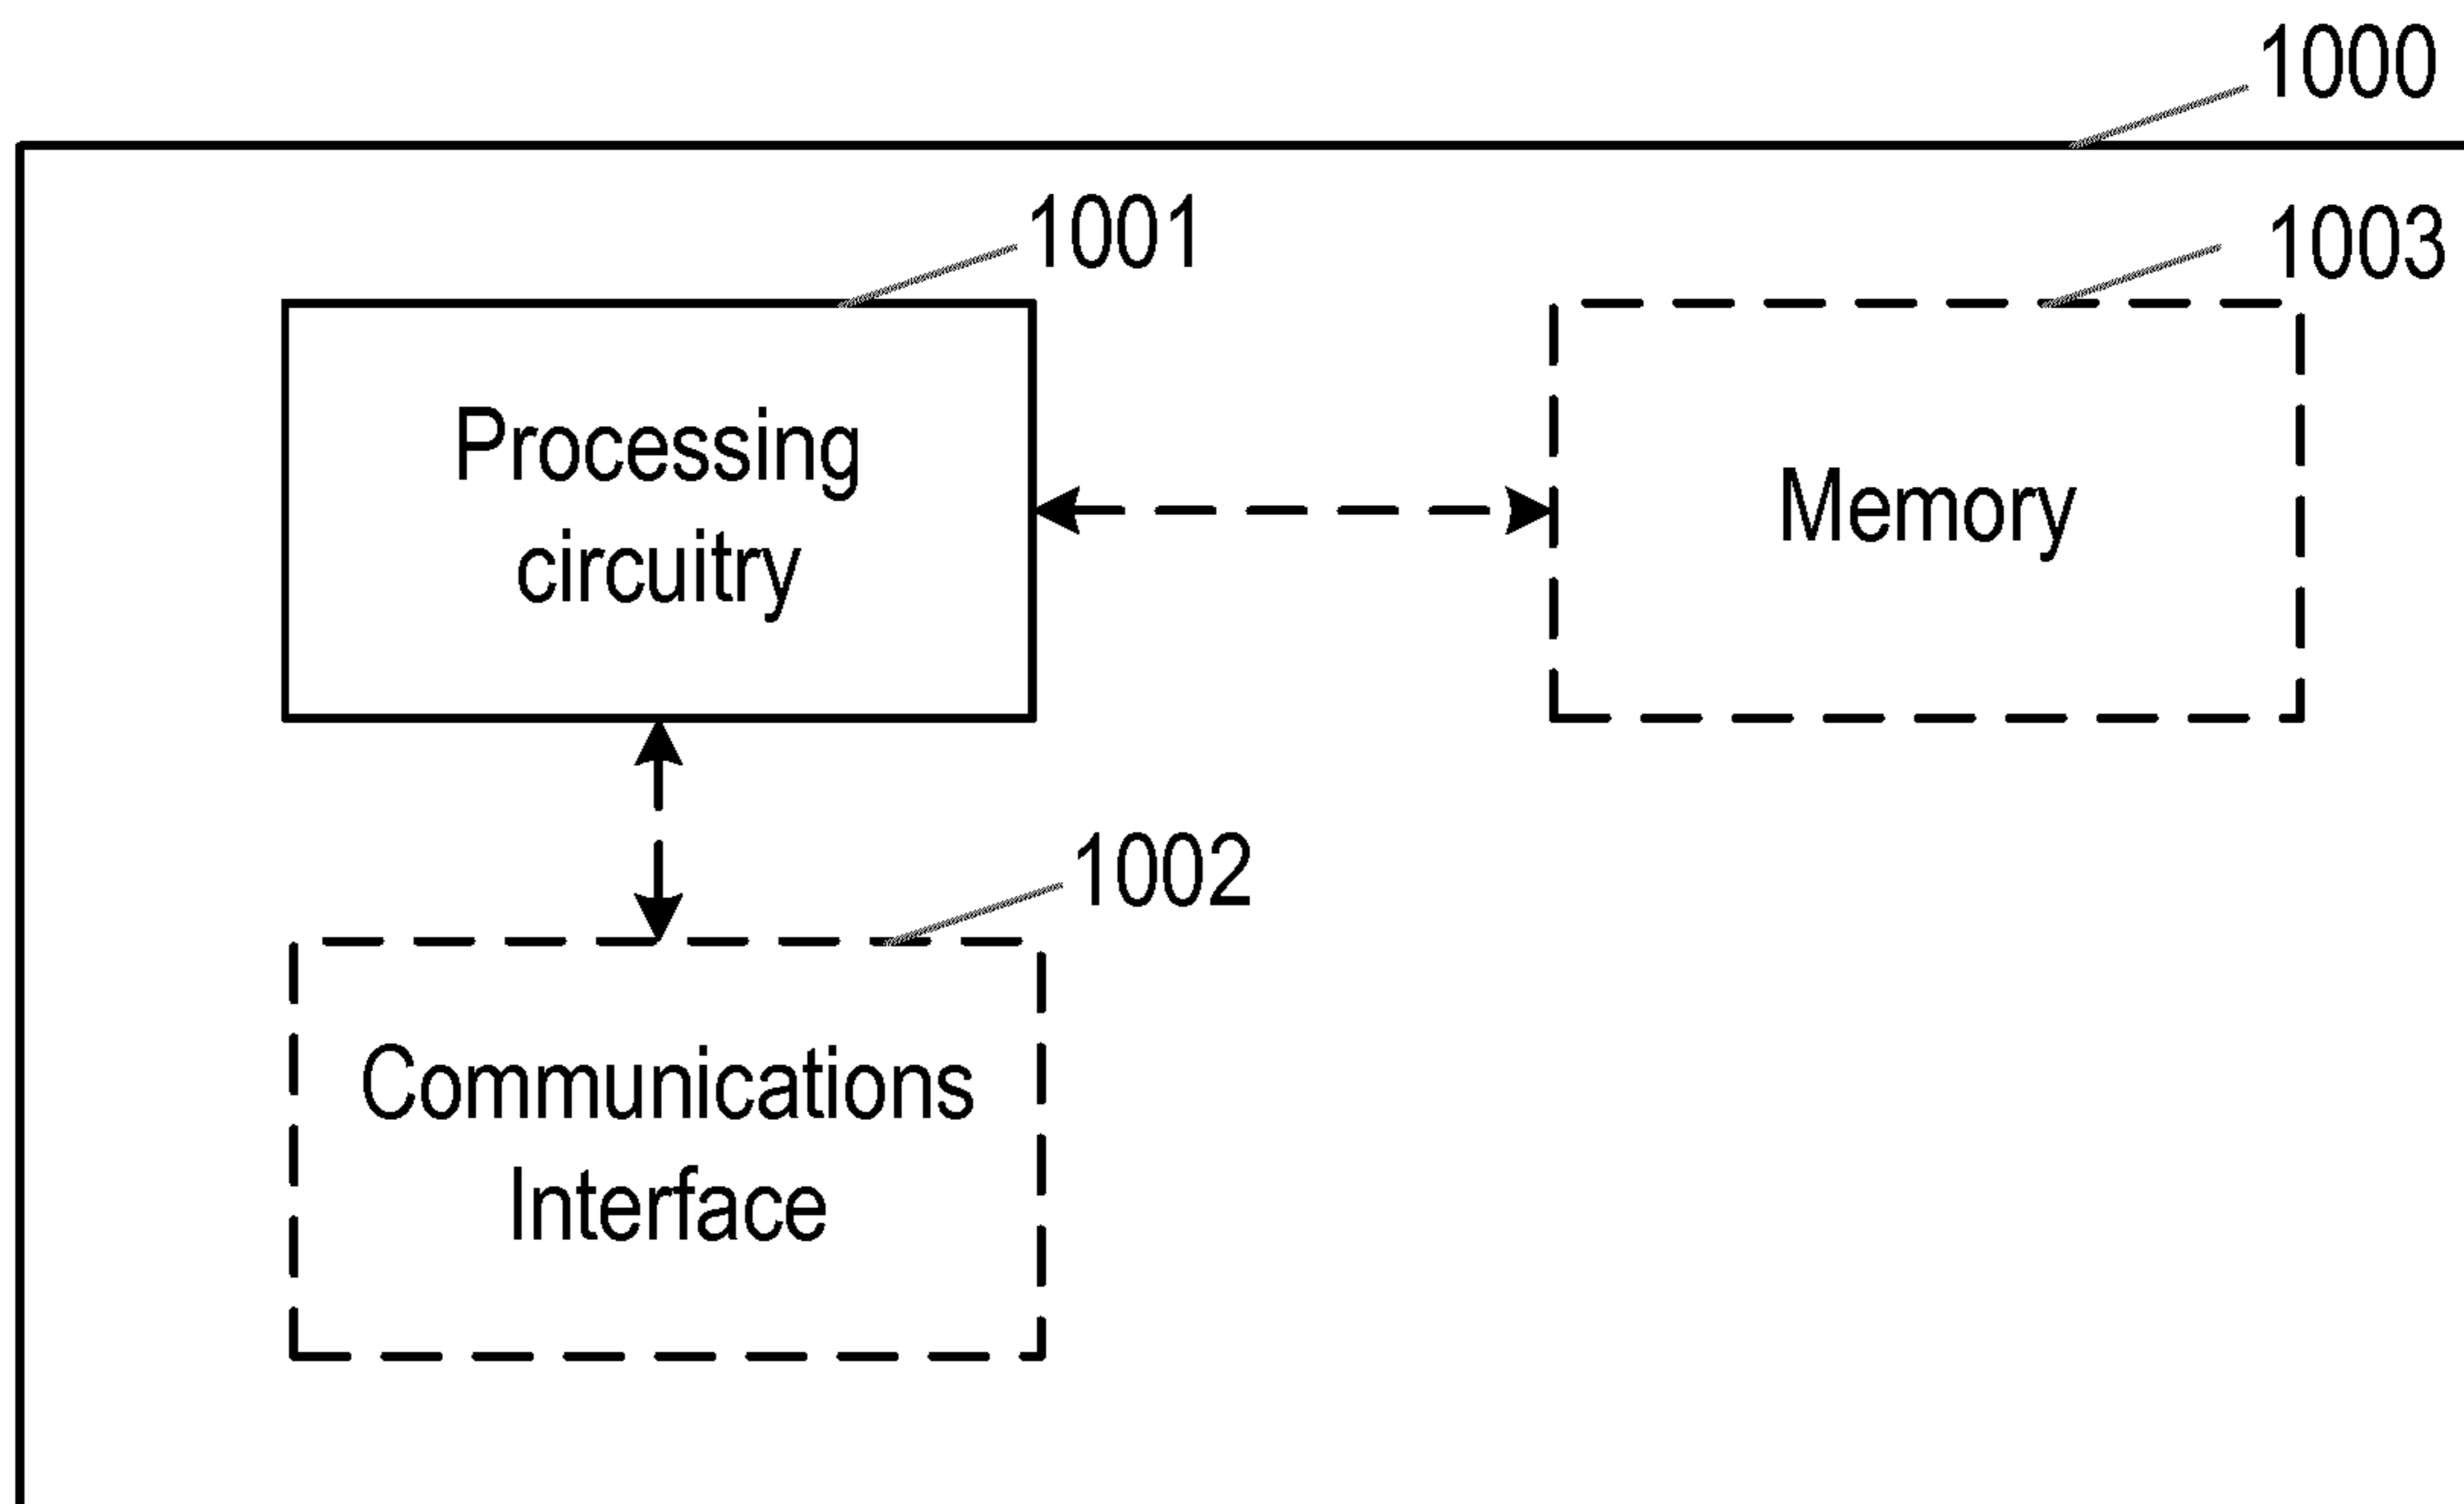 1000
1001
1003
Processing
circuitry
Memory
1002
Communications
Interface